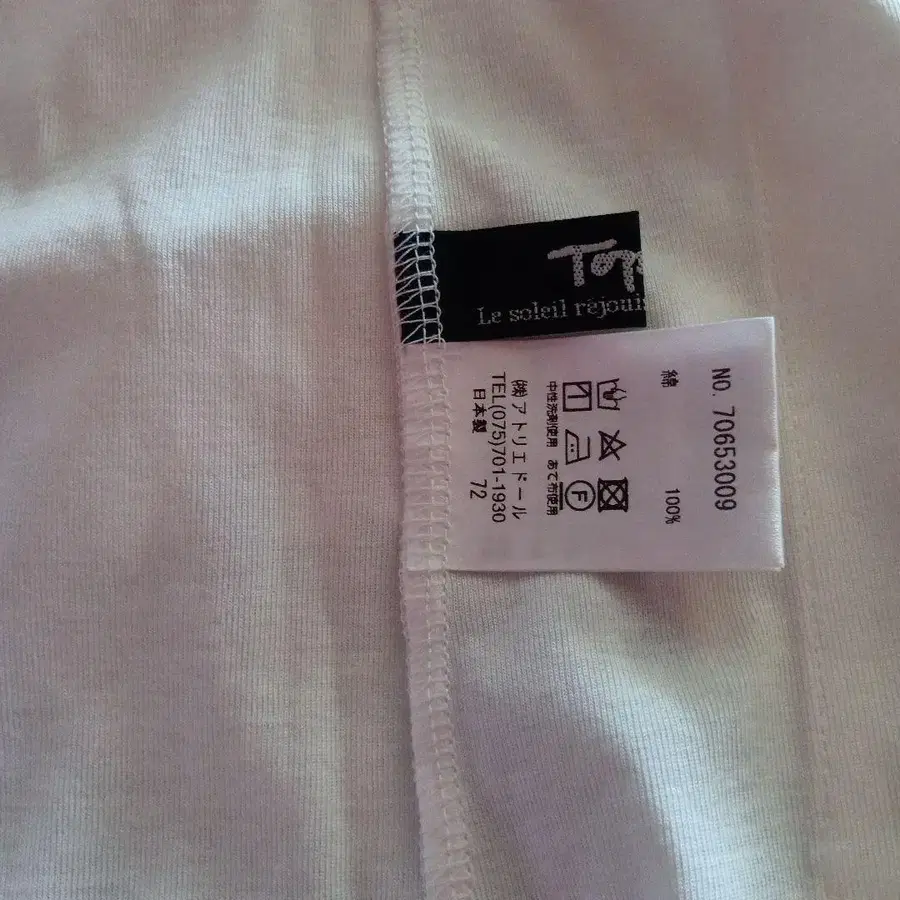 Top
Le soleil réjoui
NO. 70653009
綿 100%
F
中性洗剤使用 あて布使用
㈱アトリエドール
TEL(075)701-1930
日本製 72